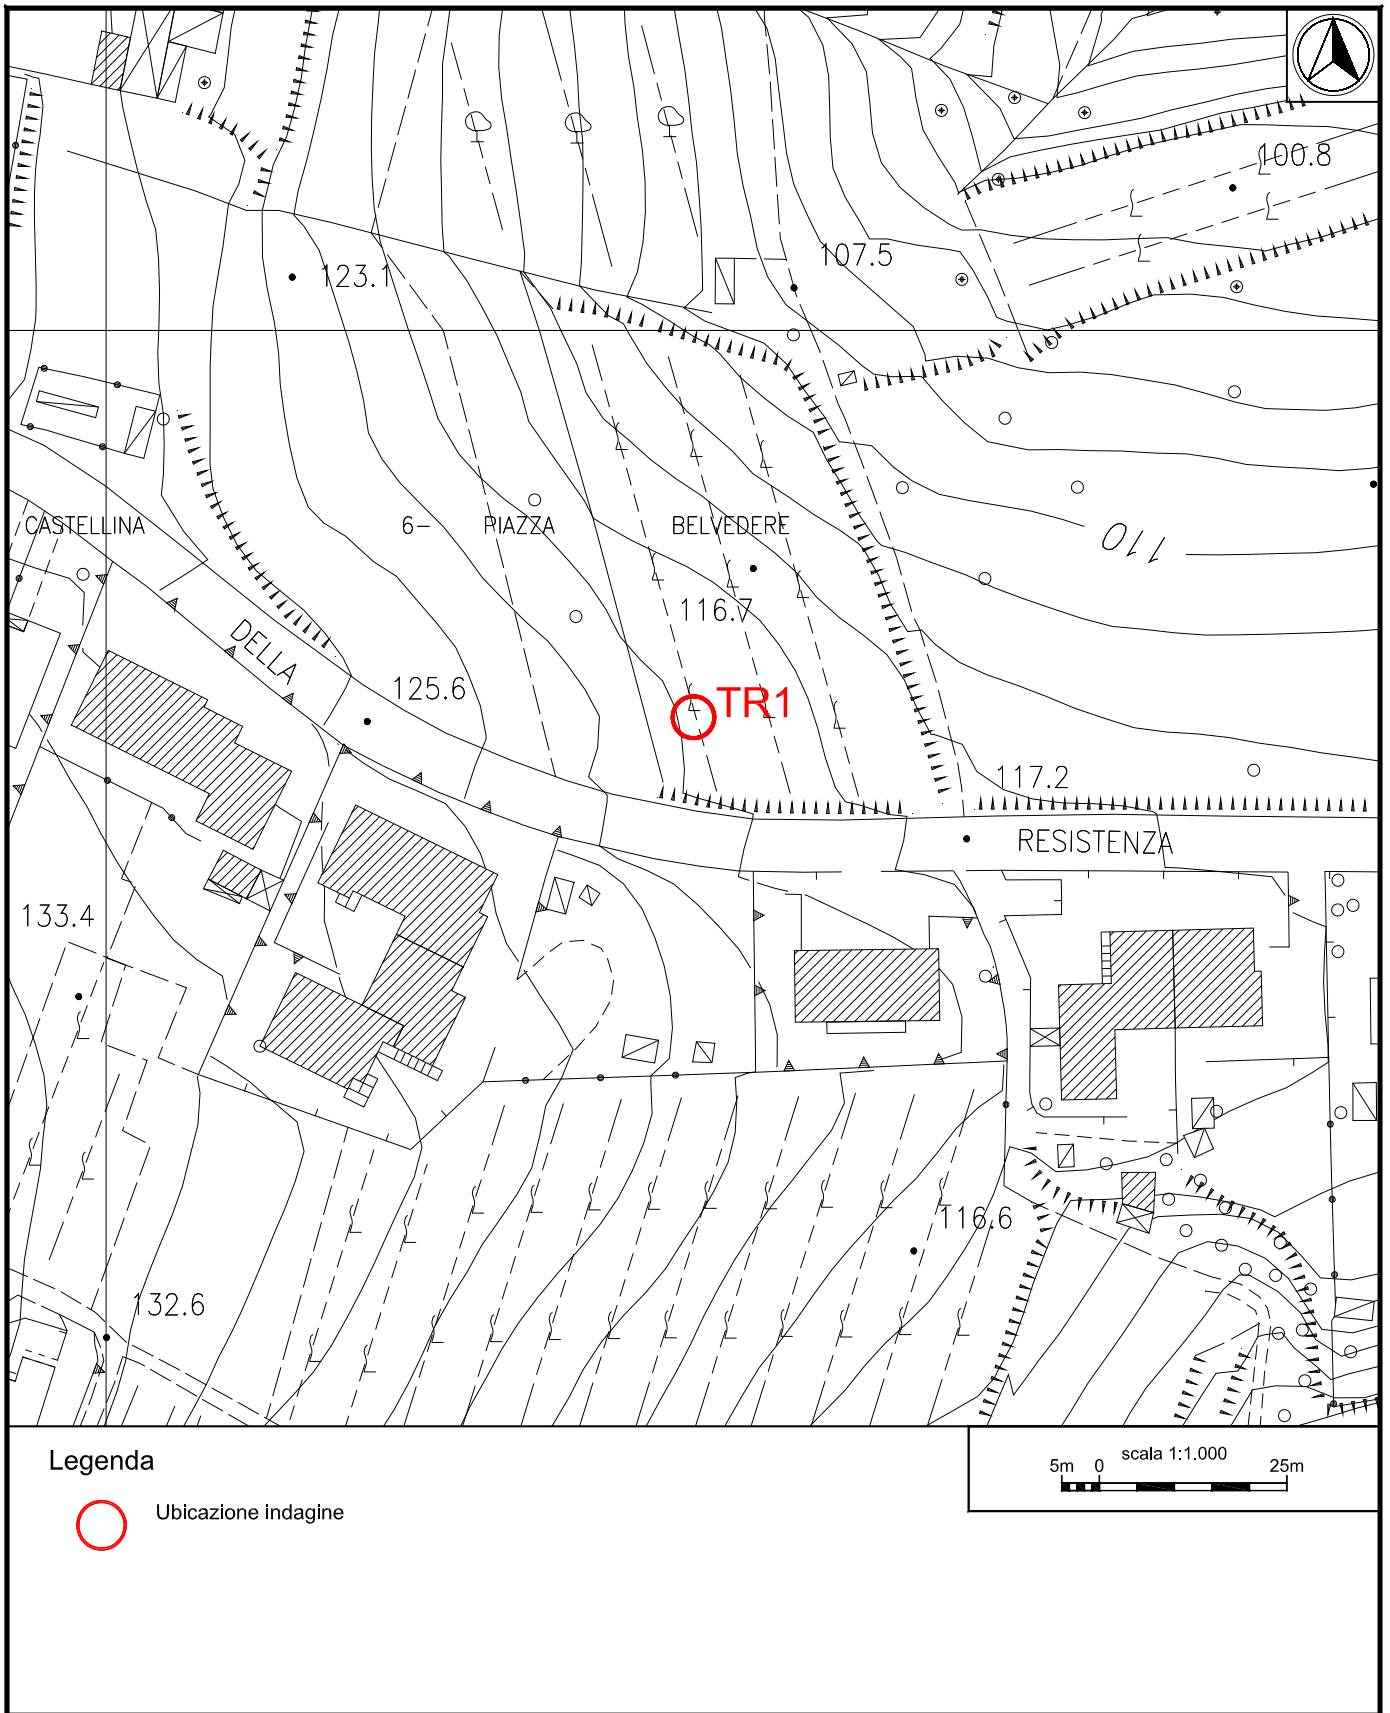 100.8
107.5
123.1
CASTELLINA
6– PIAZZA BELVEDERE
110
116.7
DELLA
125.6
TR1
117.2
RESISTENZA
133.4
116.6
132.6
Legenda
Ubicazione indagine
scala 1:1.000
5m 0 25m